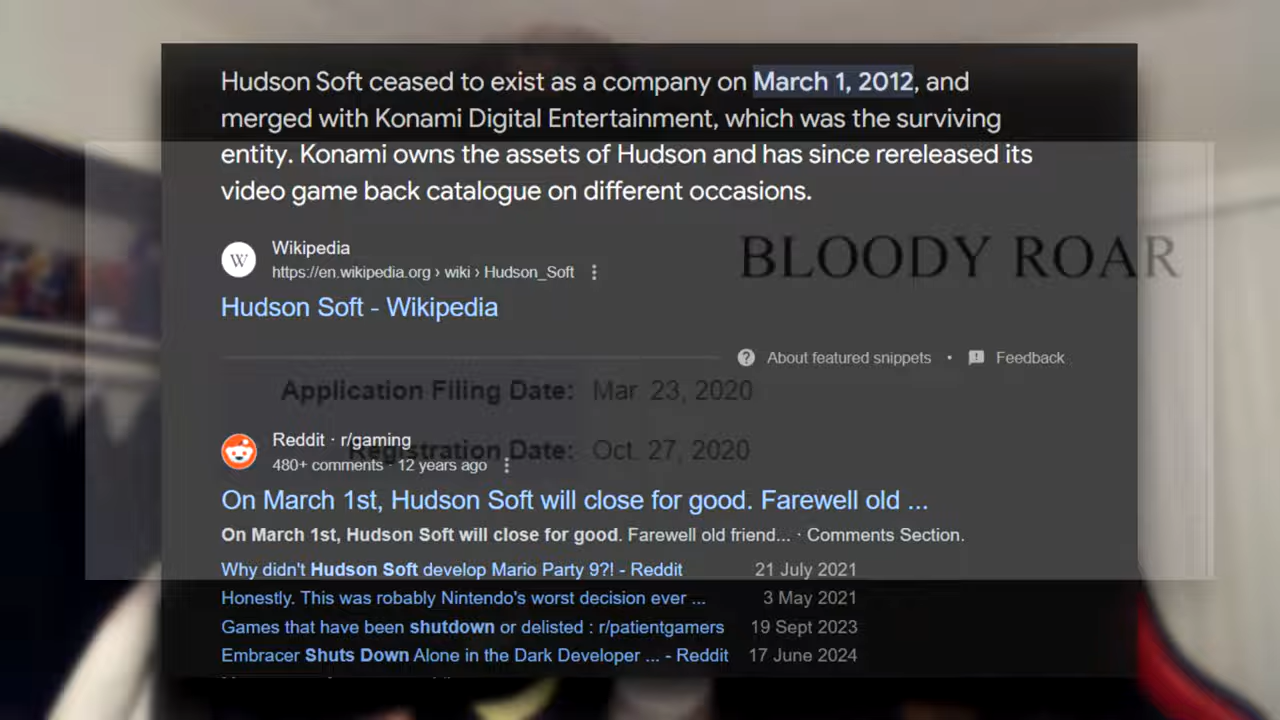 Hudson Soft ceased to exist as a company on March 1, 2012, and
merged with Konami Digital Entertainment, which was the surviving
entity. Konami owns the assets of Hudson and has since rereleased its
video game back catalogue on different occasions.
W
Wikipedia
https://en.wikipedia.org › wiki › Hudson_Soft
BLOODY ROAR
Hudson Soft - Wikipedia
About featured snippets • Feedback
Application Filing Date: Mar. 23, 2020
Reddit · r/gaming
Registration Date: Oct. 27, 2020
480+ comments · 12 years ago
On March 1st, Hudson Soft will close for good. Farewell old ...
On March 1st, Hudson Soft will close for good. Farewell old friend... · Comments Section.
Why didn't Hudson Soft develop Mario Party 9?! - Reddit 21 July 2021
Honestly. This was robably Nintendo's worst decision ever ... 3 May 2021
Games that have been shutdown or delisted : r/patientgamers 19 Sept 2023
Embracer Shuts Down Alone in the Dark Developer ... - Reddit 17 June 2024